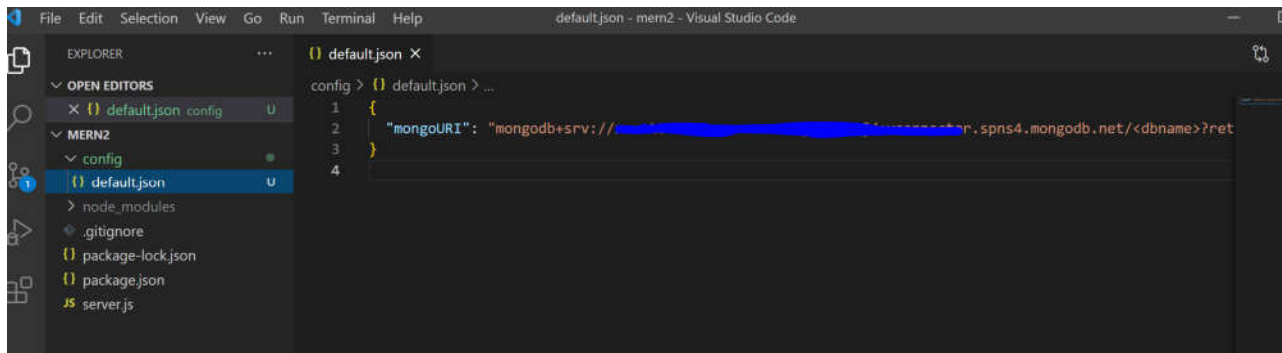 File Edit Selection View Go Run Terminal Help default.json - mern2 - Visual Studio Code
EXPLORER ... {} default.json ×
OPEN EDITORS config > {} default.json > ...
× {} default.json config U 1 {
MERN2 2 "mongoURI": "mongodb+srv:// r.spns4.mongodb.net/<dbname>?ret
config 3 }
{} default.json U 4
1
node_modules
.gitignore
{} package-lock.json
{} package.json
JS server.js